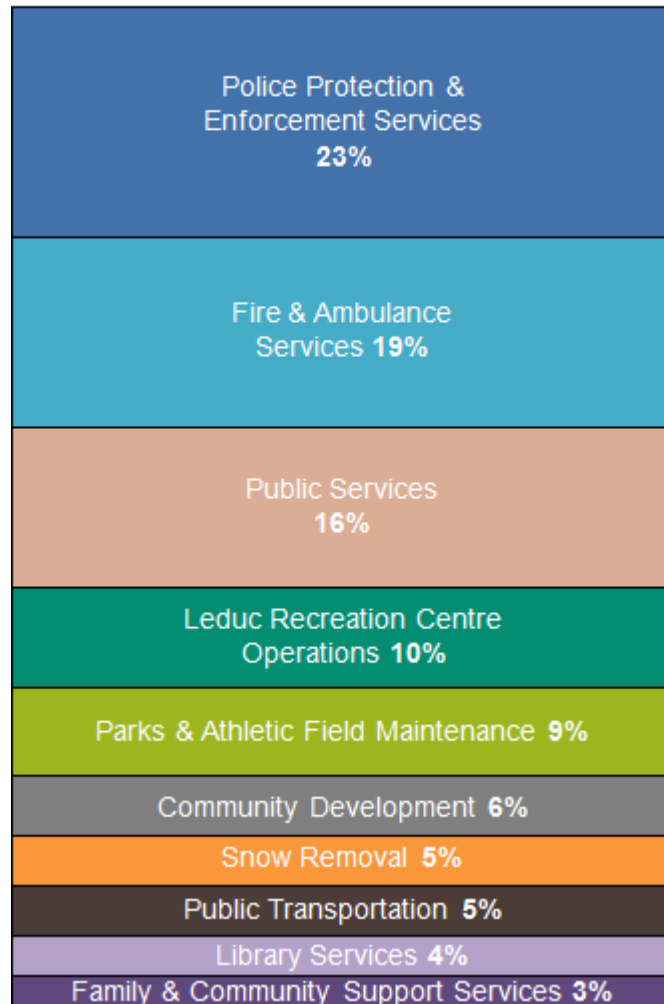 Police Protection &
Enforcement Services
23%
Fire & Ambulance
Services 19%
Public Services
16%
Leduc Recreation Centre
Operations 10%
Parks & Athletic Field Maintenance 9%
Community Development 6%
Snow Removal 5%
Public Transportation 5%
Library Services 4%
Family & Community Support Services 3%